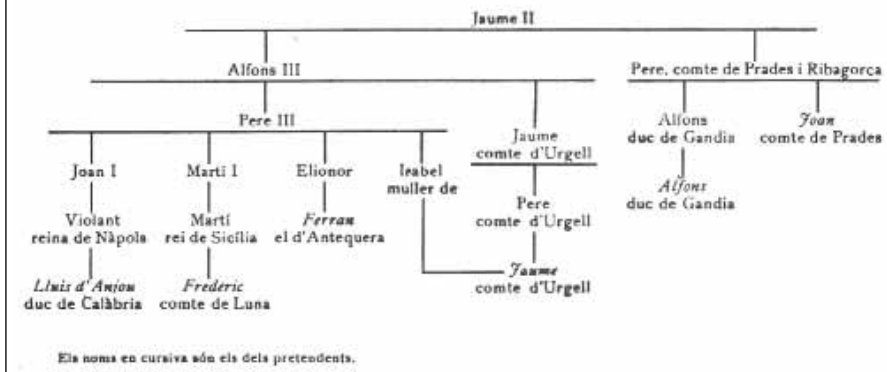 Jaume II
Alfons III
Pere, comte de Prades i Ribagorça
Pere III
Jaume
comte d'Urgell
Alfons
duc de Gandia
Joan
comte de Prades
Joan I
Martí I
Elionor
Isabel
muller de
Violant
reina de Nàpols
Martí
rei de Sicília
Ferran
el d'Antequera
Pere
comte d'Urgell
Alfons
duc de Gandia
Lluis d'Anjou
duc de Calàbria
Frederic
comte de Luna
Jaume
comte d'Urgell
Els noms en cursiva són els dels pretendents.